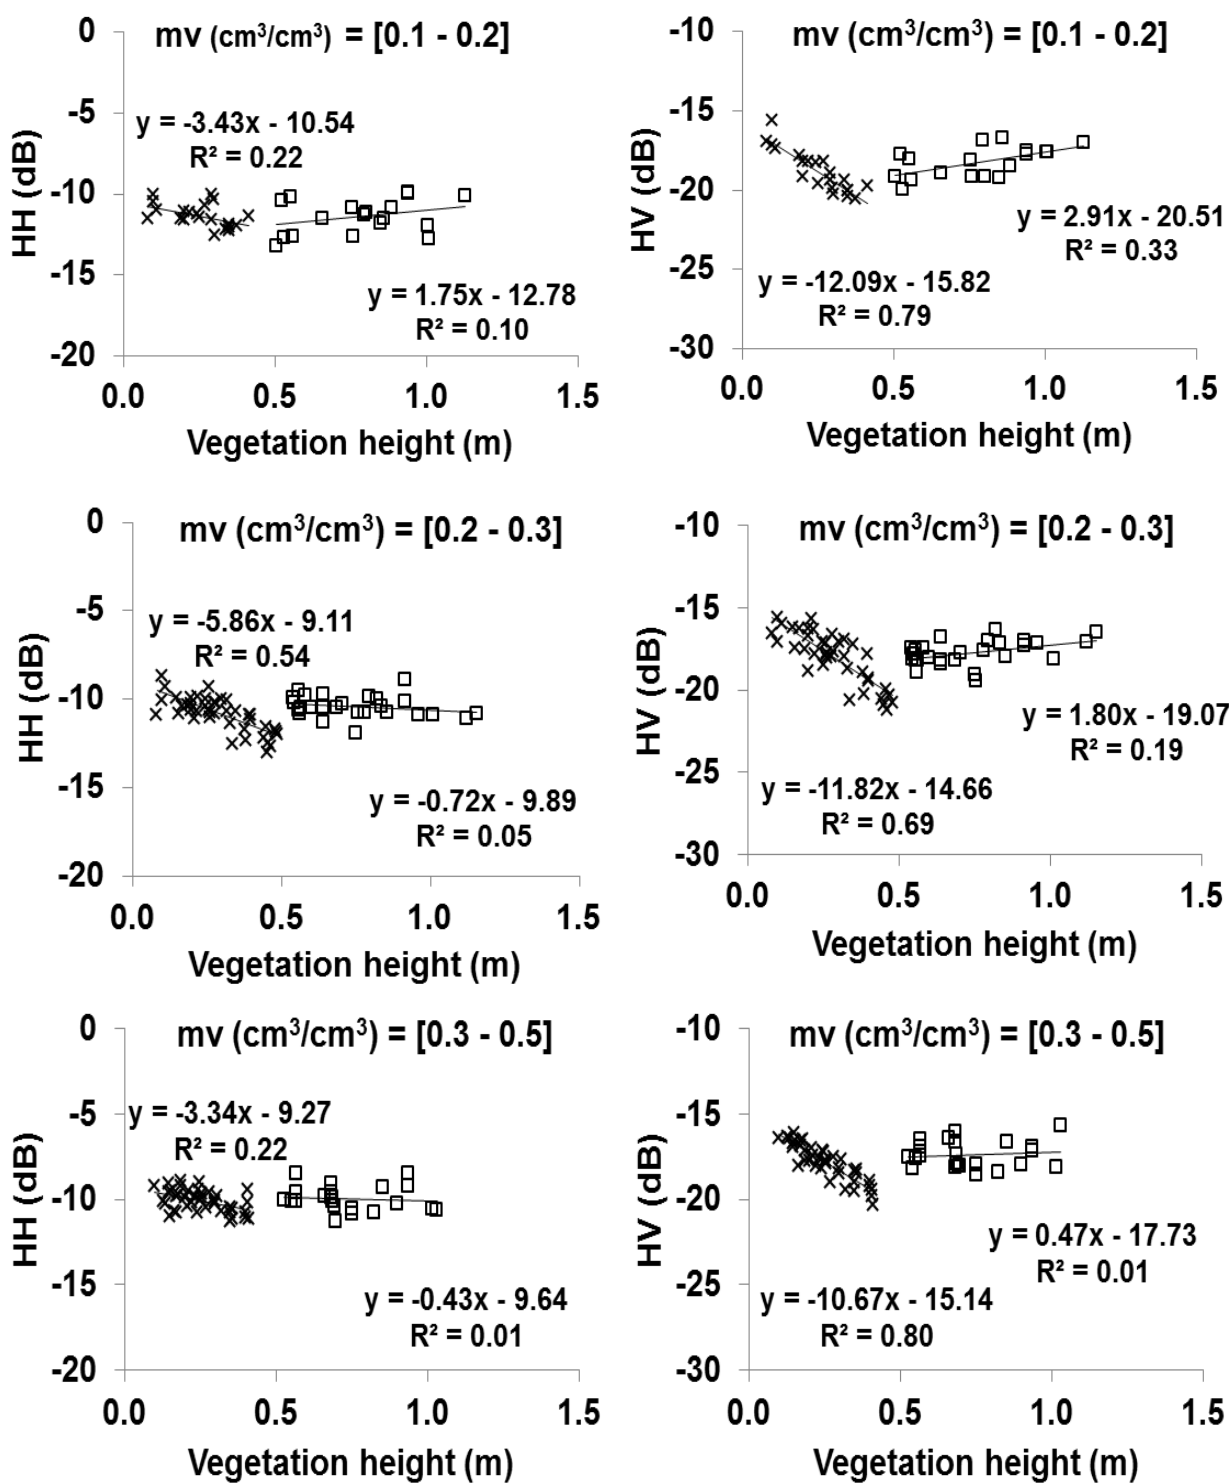 mv (cm³/cm³) = [0.1 - 0.2]
0
-5
-10
-15
-20
HH (dB)
y = -3.43x - 10.54
R² = 0.22
y = 1.75x - 12.78
R² = 0.10
0.0 0.5 1.0 1.5
Vegetation height (m)
mv (cm³/cm³) = [0.1 - 0.2]
-10
-15
-20
-25
-30
HV (dB)
2.91x - 20.51
R² = 0.33
y = -12.09x - 15.82
R² = 0.79
0.0 0.5 1.0 1.5
Vegetation height (m)
mv (cm³/cm³) = [0.2 - 0.3]
0
-5
-10
-15
-20
HH (dB)
y = -5.86x - 9.11
R² = 0.54
y = -0.72x - 9.89
R² = 0.05
0.0 0.5 1.0 1.5
Vegetation height (m)
mv (cm³/cm³) = [0.2 - 0.3]
-10
-15
-20
-25
-30
HV (dB)
y = 1.80x - 19.07
R² = 0.19
y = -11.82x - 14.66
R² = 0.69
0.0 0.5 1.0 1.5
Vegetation height (m)
mv (cm³/cm³) = [0.3 - 0.5]
0
-5
-10
-15
-20
HH (dB)
y = -3.34x - 9.27
R² = 0.22
y = -0.43x - 9.64
R² = 0.01
0.0 0.5 1.0 1.5
Vegetation height (m)
mv (cm³/cm³) = [0.3 - 0.5]
-10
-15
-20
-25
-30
HV (dB)
y = 0.47x - 17.73
R² = 0.01
y = -10.67x - 15.14
R² = 0.80
0.0 0.5 1.0 1.5
Vegetation height (m)